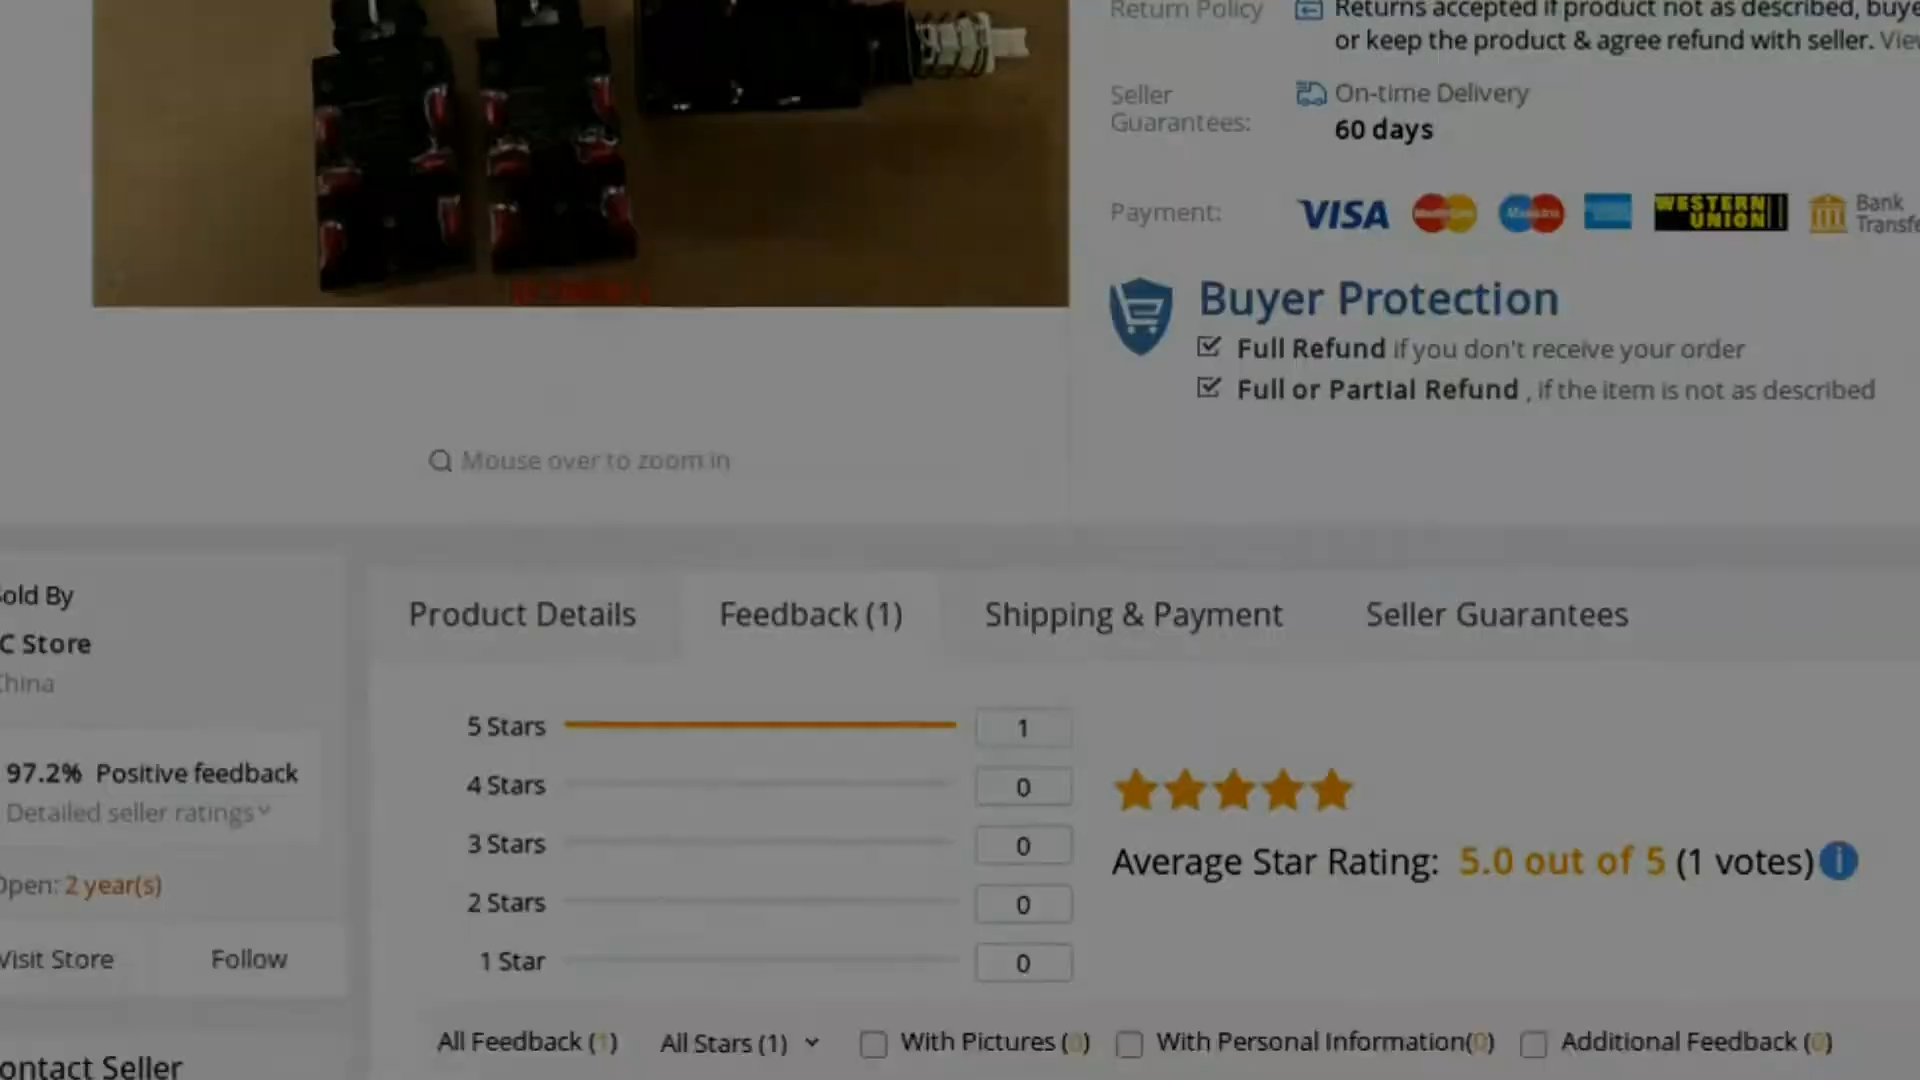 Return Policy
Returns accepted if product not as described, buye
or keep the product & agree refund with seller. View
Seller
Guarantees:
On-time Delivery
60 days
Payment:
VISA
WESTERN
UNION
Bank
Transfe
Buyer Protection
Full Refund if you don't receive your order
Full or Partial Refund , if the item is not as described
Mouse over to zoom in
Sold By
C Store
China
97.2% Positive feedback
Detailed seller ratings
Open: 2 year(s)
Visit Store
Follow
ontact Seller
Product Details
Feedback (1)
Shipping & Payment
Seller Guarantees
5 Stars 1
4 Stars 0
3 Stars 0
2 Stars 0
1 Star 0
Average Star Rating: 5.0 out of 5 (1 votes)
All Feedback (1)
All Stars (1)
With Pictures (0)
With Personal Information(0)
Additional Feedback (0)